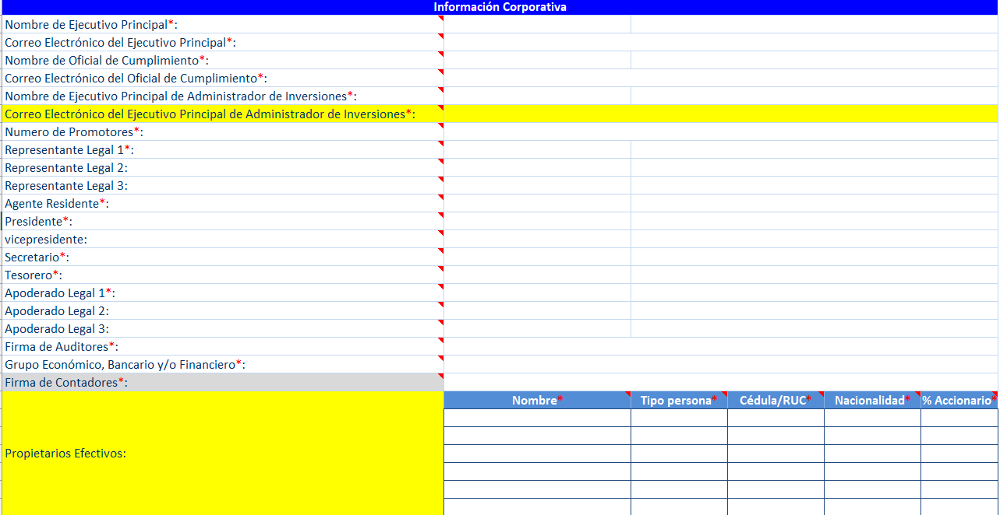 Información Corporativa
Nombre de Ejecutivo Principal*:
Correo Electrónico del Ejecutivo Principal*:
Nombre de Oficial de Cumplimiento*:
Correo Electrónico del Oficial de Cumplimiento*:
Nombre de Ejecutivo Principal de Administrador de Inversiones*:
Correo Electrónico del Ejecutivo Principal de Administrador de Inversiones*:
Numero de Promotores*:
Representante Legal 1*:
Representante Legal 2:
Representante Legal 3:
Agente Residente*:
Presidente*:
vicepresidente:
Secretario*:
Tesorero*:
Apoderado Legal 1*:
Apoderado Legal 2:
Apoderado Legal 3:
Firma de Auditores*:
Grupo Económico, Bancario y/o Financiero*:
Firma de Contadores*:
Nombre* Tipo persona* Cédula/RUC* Nacionalidad* % Accionario*
Propietarios Efectivos: